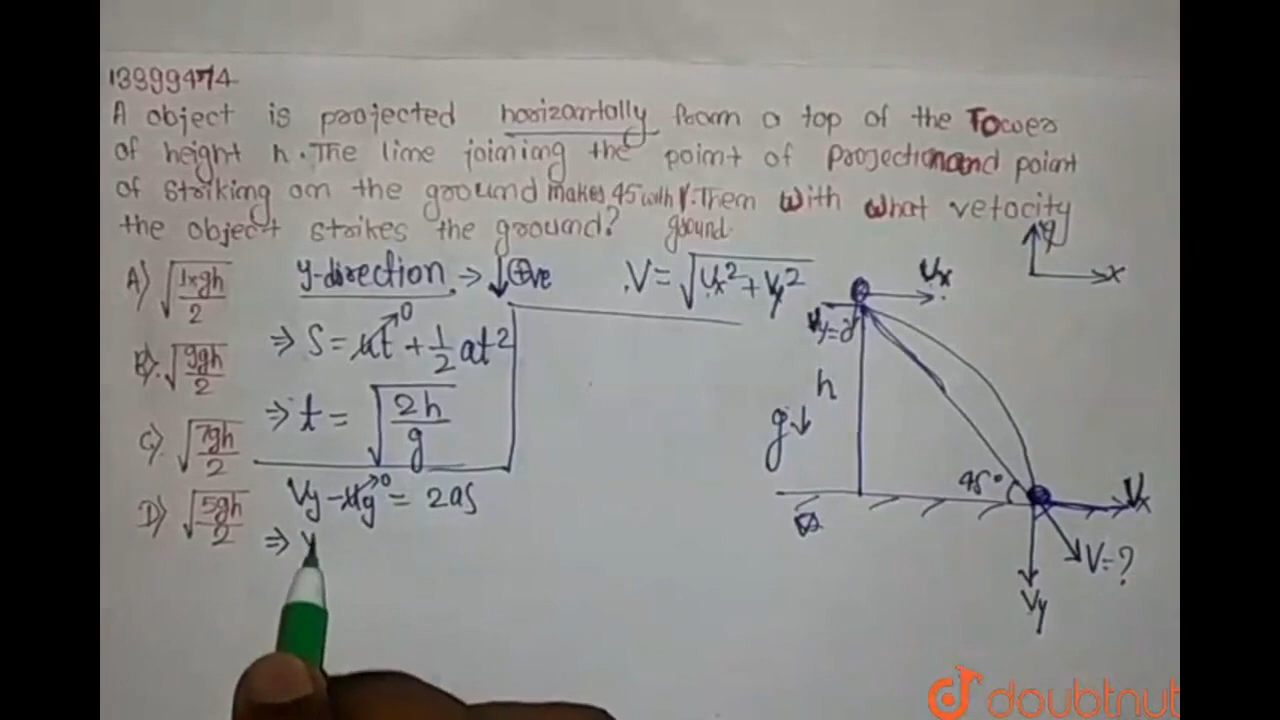 13999474
A object is projected horizontally from a top of the Tower
of height h. The line joining the point of Projection and point
of striking on the ground makes 45 with Y. Then with what velocity
the object strikes the ground? ground.
A) √1xgh/2
B). √9gh/2
C). √7gh/2
D) √5gh/2
y-direction → ↓⊕ve
⇒ S = ut + 1/2 at²
0
⇒ t = √2h/g
Vy - uy = 2as
0
⇒ V
V = √Ux² + Vy²
y
x
Ux
h
g↓
45°
Vx
V=?
Vy
doubtnut